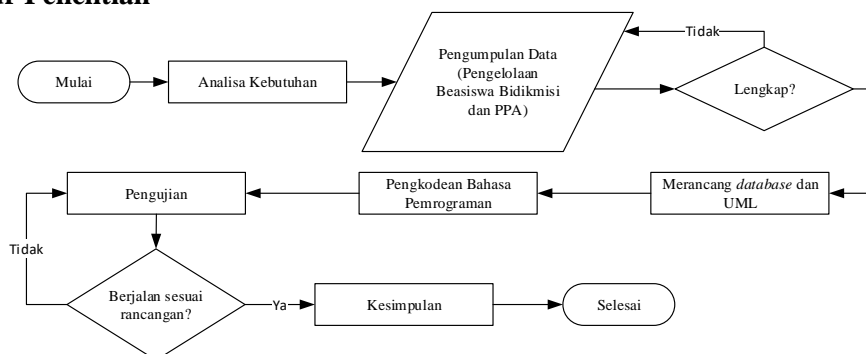 Mulai
Analisa Kebutuhan
Pengumpulan Data
(Pengelolaan
Beasiswa Bidikmisi
dan PPA)
Tidak
Lengkap?
Merancang database dan
UML
Pengkodean Bahasa
Pemrograman
Pengujian
Tidak
Berjalan sesuai
rancangan?
Ya
Kesimpulan
Selesai